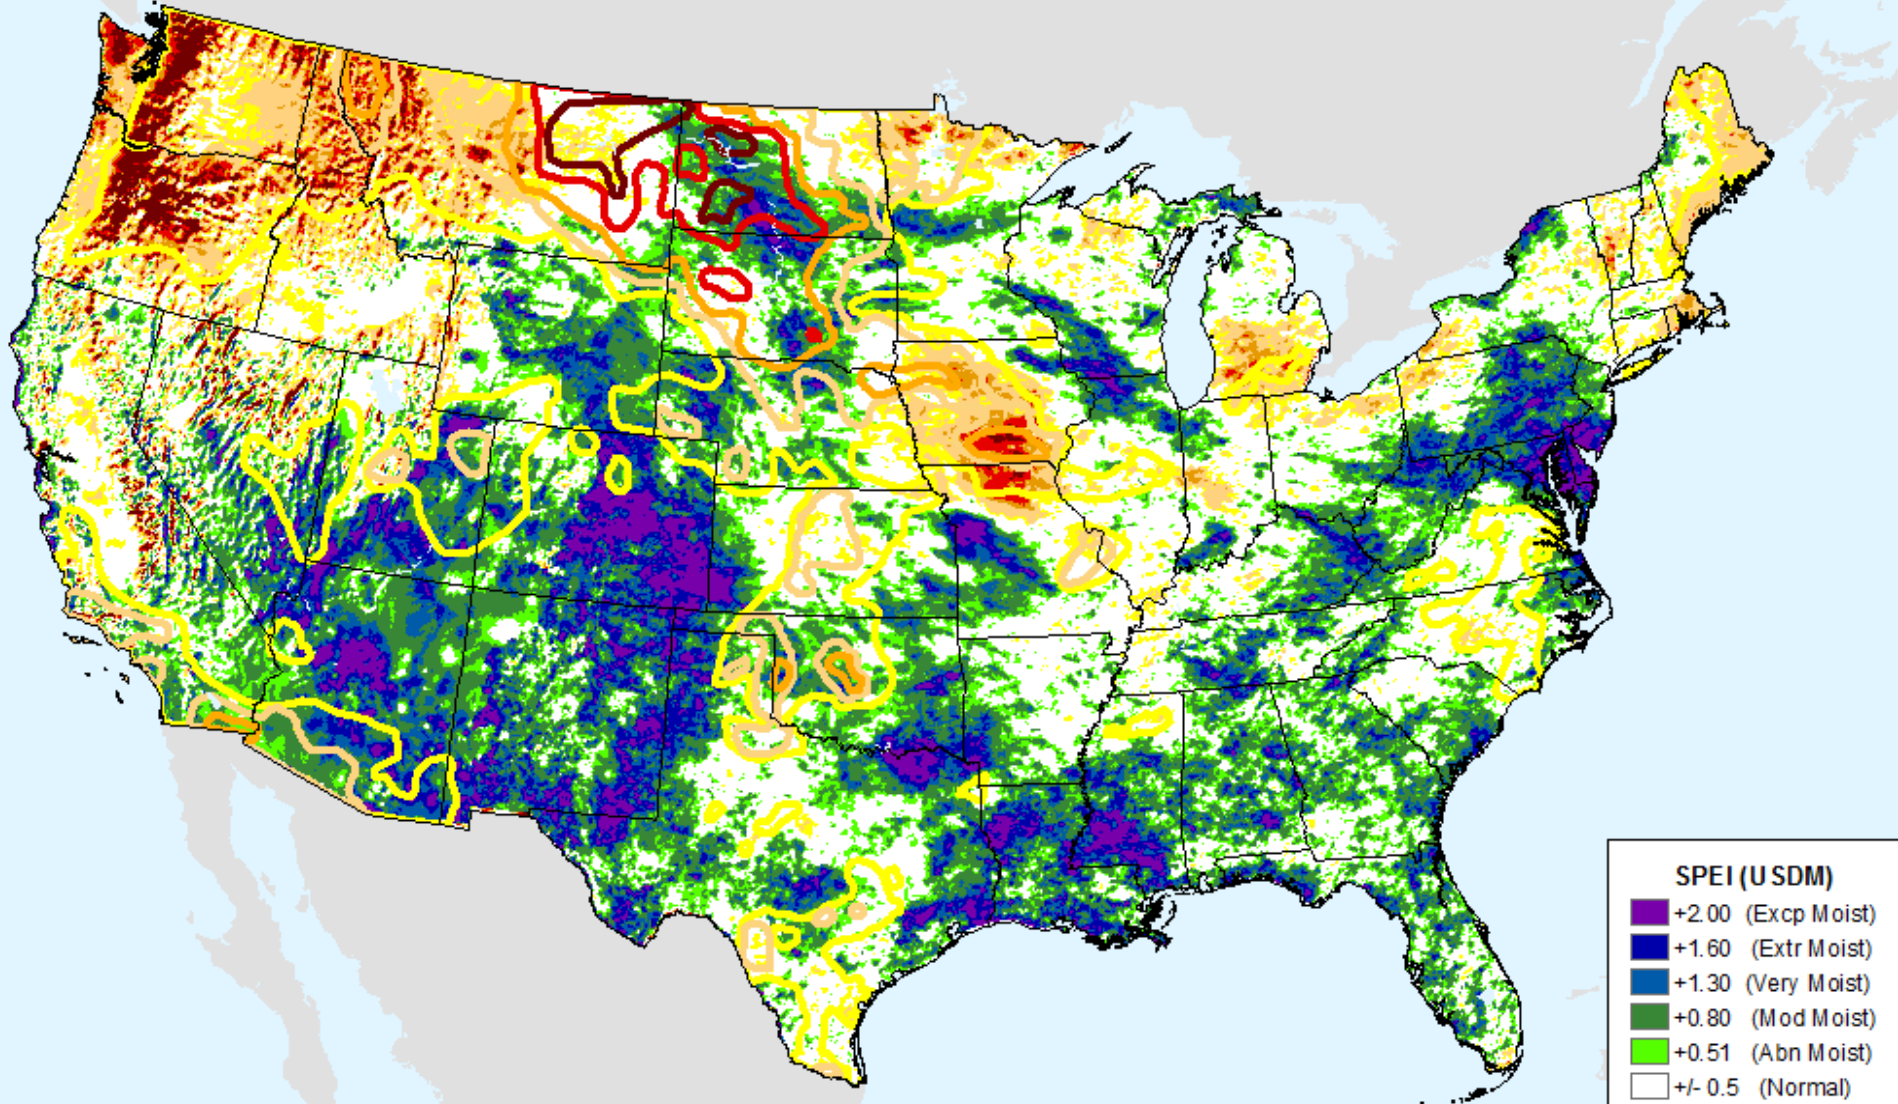 SPEI (USDM)
+2.00 (Excp Moist)
+1.60 (Extr Moist)
+1.30 (Very Moist)
+0.80 (Mod Moist)
+0.51 (Abn Moist)
+/- 0.5 (Normal)